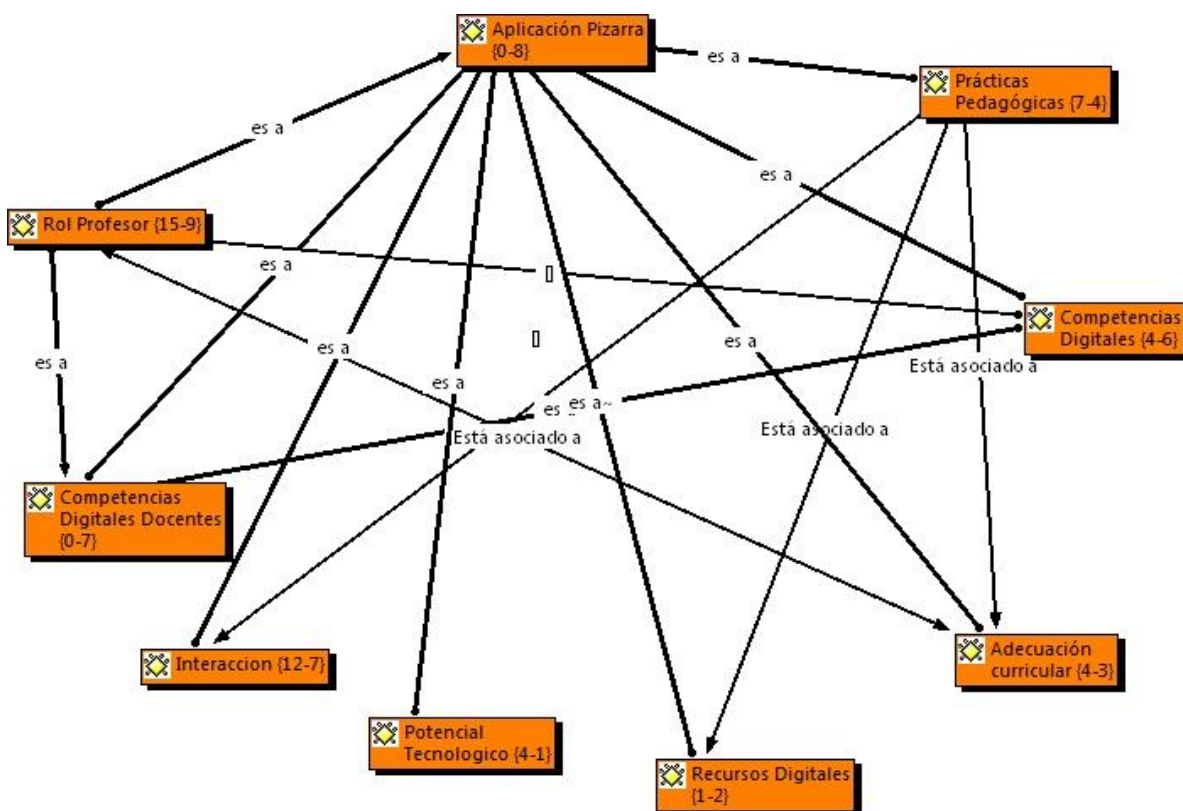 Aplicación Pizarra
{0-8}
es a
Prácticas
Pedagógicas {7-4}
es a
es a
Rol Profesor {15-9}
es a
[]
Competencias
Digitales {4-6}
[]
es a
es a
es a
Está asociado a
es a
es a~
Está asociado a
Está asociado a
Competencias
Digitales Docentes
{0-7}
Interaccion {12-7}
Adecuación
curricular {4-3}
Potencial
Tecnologico {4-1}
Recursos Digitales
{1-2}